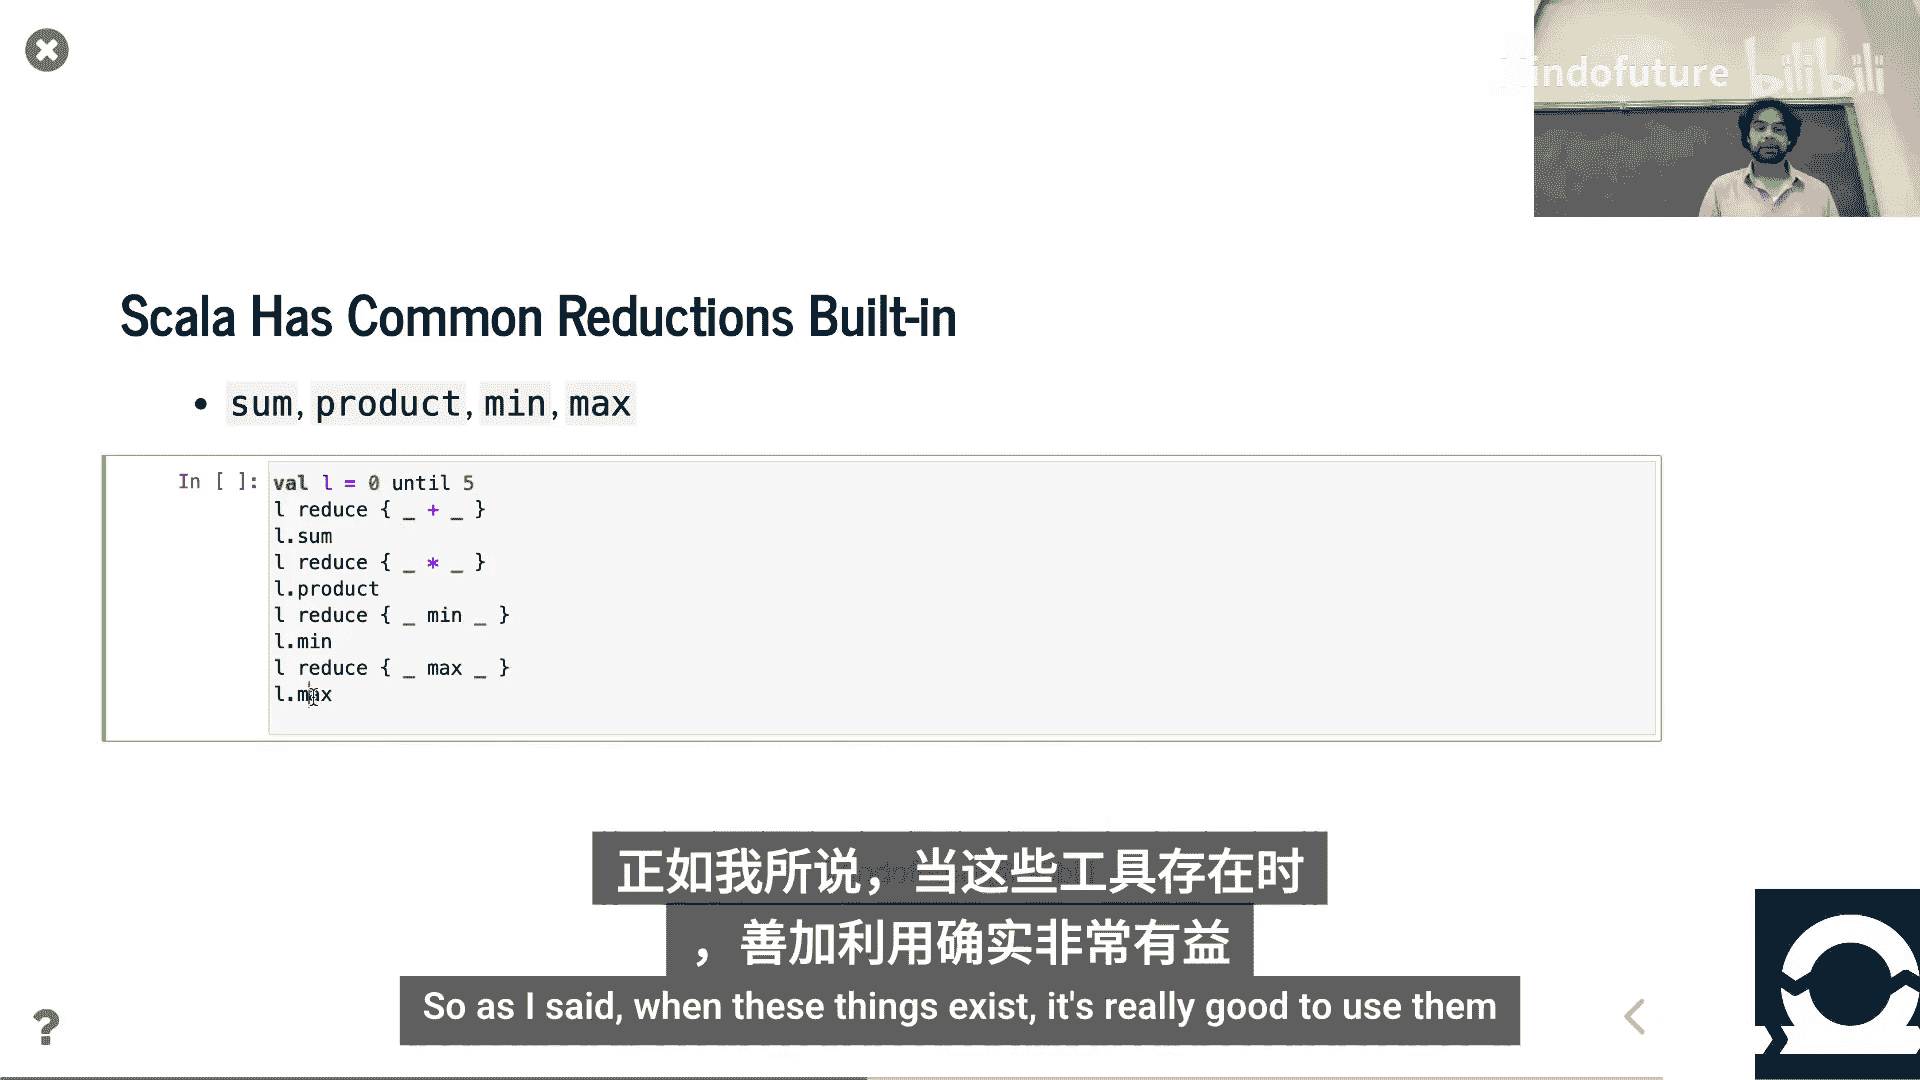 indofuture bilibili
Scala Has Common Reductions Built-in
• sum, product, min, max
In [ ]:
val l = 0 until 5
l reduce { _ + _ }
l.sum
l reduce { _ * _ }
l.product
l reduce { _ min _ }
l.min
l reduce { _ max _ }
l.max
正如我所说，当这些工具存在时
，善加利用确实非常有益
So as I said, when these things exist, it's really good to use them
?